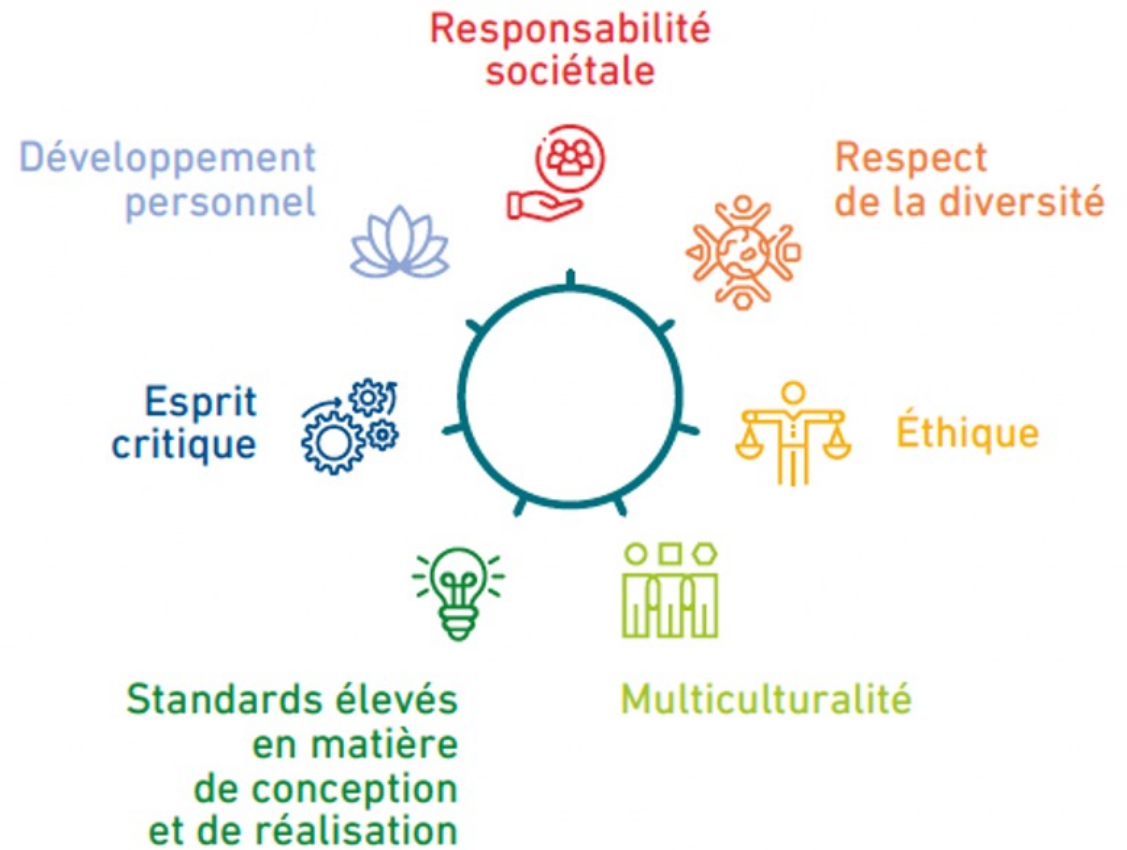 Responsabilité
sociétale
Développement
personnel
Respect
de la diversité
Esprit
critique
Éthique
Standards élevés
en matière
de conception
et de réalisation
Multiculturalité